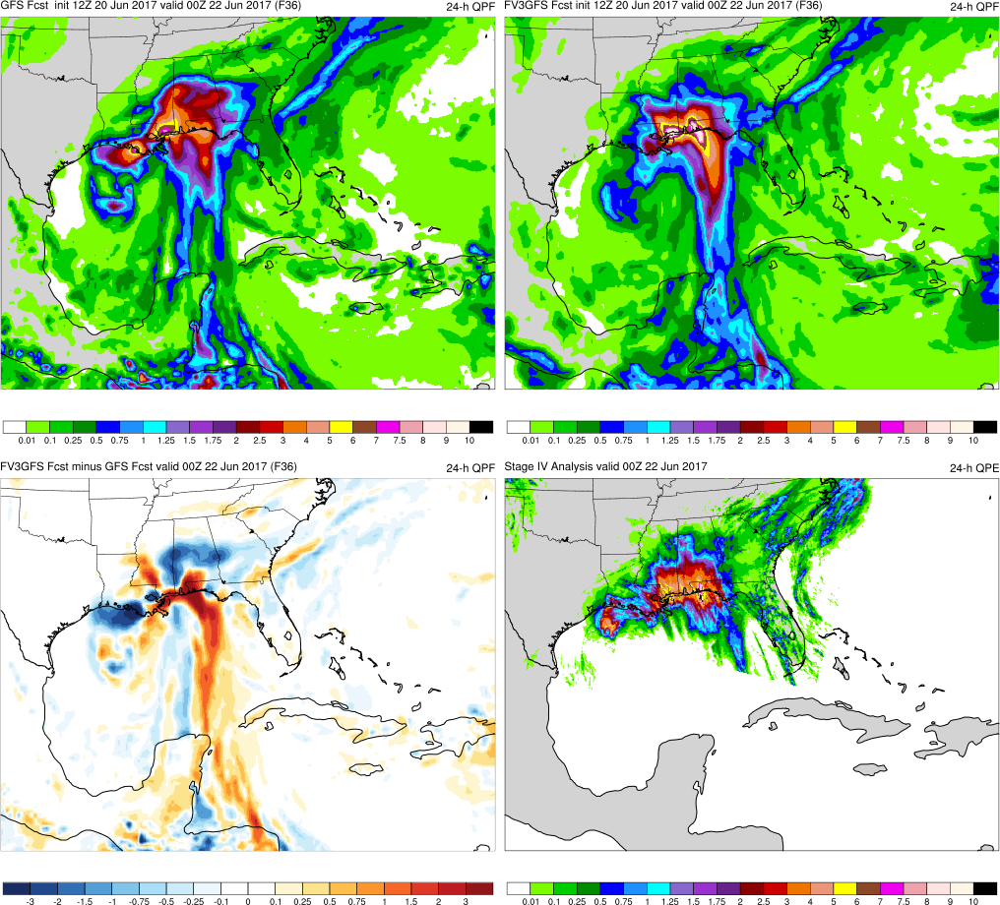 GFS Fcst init 12Z 20 Jun 2017 valid 00Z 22 Jun 2017 (F36) 24-h QPF
FV3GFS Fcst init 12Z 20 Jun 2017 valid 00Z 22 Jun 2017 (F36) 24-h QPF
0.01 0.1 0.25 0.5 0.75 1 1.25 1.5 1.75 2 2.5 3 4 5 6 7 7.5 8 9 10
0.01 0.1 0.25 0.5 0.75 1 1.25 1.5 1.75 2 2.5 3 4 5 6 7 7.5 8 9 10
FV3GFS Fcst minus GFS Fcst valid 00Z 22 Jun 2017 (F36) 24-h QPF
Stage IV Analysis valid 00Z 22 Jun 2017 24-h QPE
-3 -2 -1.5 -1 -0.75 -0.5 -0.25 -0.1 0 0.1 0.25 0.5 0.75 1 1.5 2 3
0.01 0.1 0.25 0.5 0.75 1 1.25 1.5 1.75 2 2.5 3 4 5 6 7 7.5 8 9 10